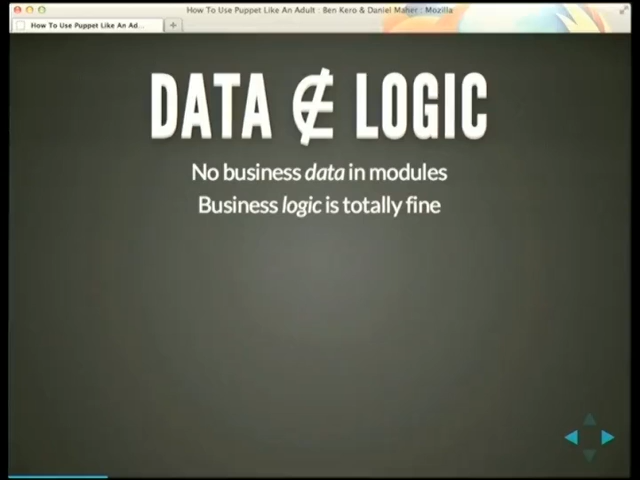 How To Use Puppet Like An Adult : Ben Kero & Daniel Maher : Mozilla
How To Use Puppet Like An Ad...
DATA ∉ LOGIC
No business data in modules
Business logic is totally fine